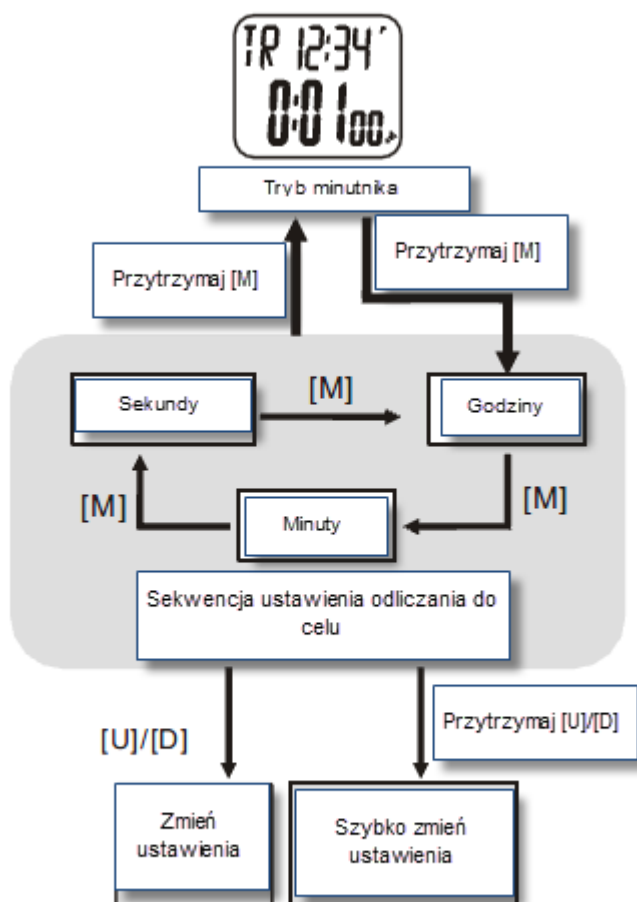 TR 12:34
0:01 00
Tryb minutnika
Przytrzymaj [M]
Przytrzymaj [M]
Sekundy
[M]
Godziny
[M]
Minuty
[M]
Sekwencja ustawienia odliczania do
celu
[U]/[D]
Przytrzymaj [U]/[D]
Zmień
ustawienia
Szybko zmień
ustawienia